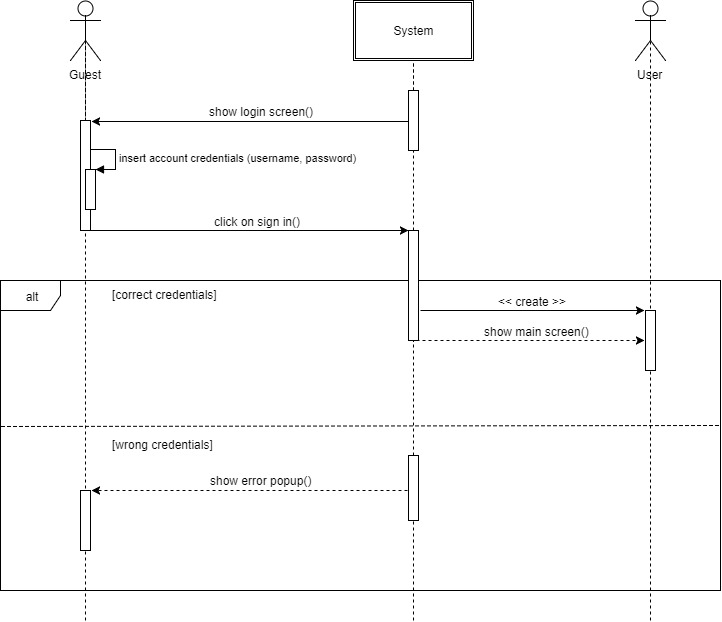 System
Guest
User
show login screen()
insert account credentials (username, password)
click on sign in()
alt
[correct credentials]
<< create >>
show main screen()
[wrong credentials]
show error popup()